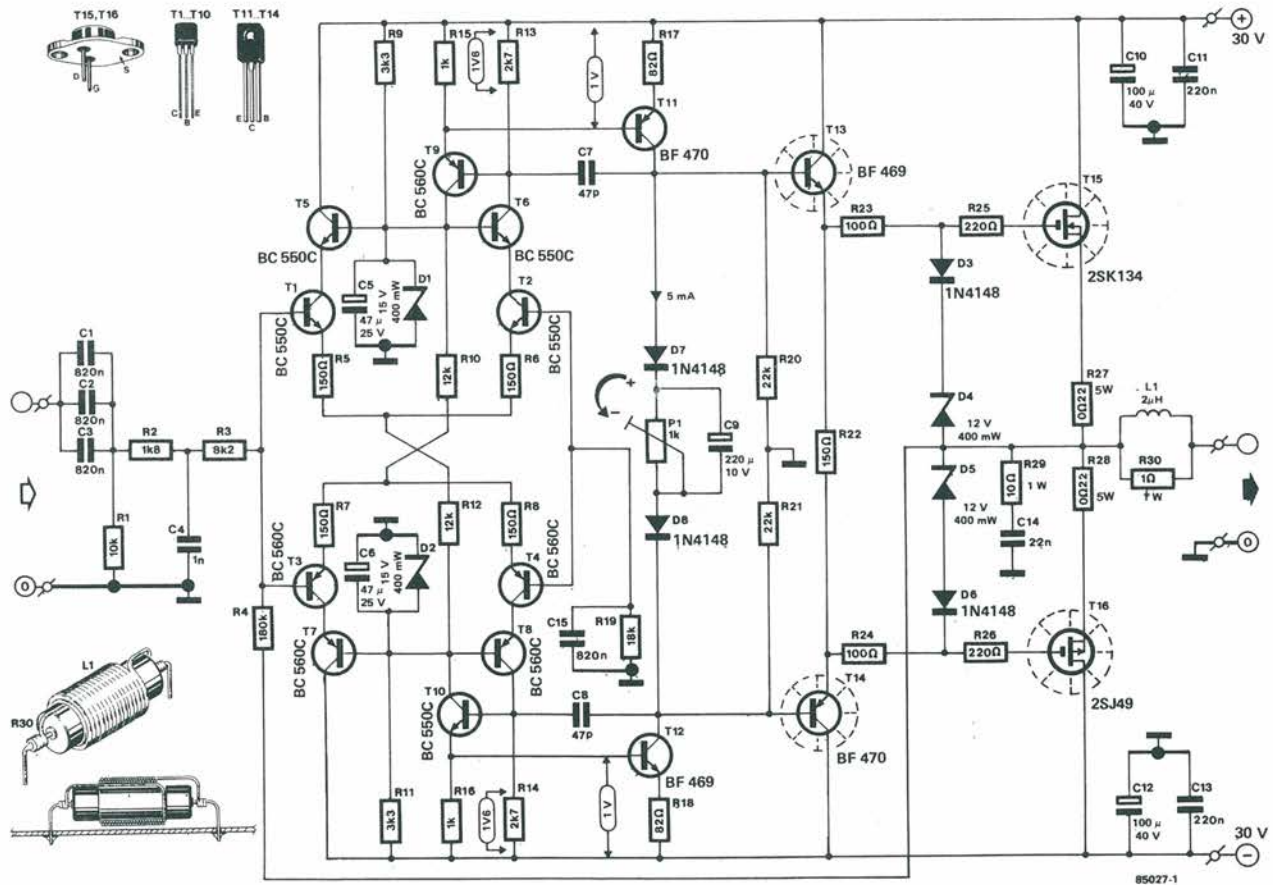 T15,T16
D
G
S
T1...T10
C
B
E
T11...T14
E
C
B
R9
3k3
R15
1k
1V6
R13
2k7
1 V
R17
82Ω
T11
BF 470
T9
BC 560C
C7
47p
T13
BF 469
C10
100 µ
40 V
C11
220n
+
30 V
T5
BC 550C
T6
BC 550C
R23
100Ω
R25
220Ω
T15
2SK134
D3
1N4148
T1
BC 550C
C5
47 µ
25 V
D1
15 V
400 mW
T2
BC 550C
5 mA
C1
820n
C2
820n
C3
820n
R5
150Ω
R10
12k
R6
150Ω
D7
1N4148
R20
22k
R27
0Ω22
5W
L1
2µH
D4
12 V
400 mW
R2
1k8
R3
8k2
+
-
P1
1k
C9
220 µ
10 V
R22
150Ω
R28
0Ω22
5W
D5
12 V
400 mW
R29
10Ω
1 W
R30
1Ω
R1
10k
C4
1n
R7
150Ω
R12
12k
R8
150Ω
D8
1N4148
R21
22k
C14
22n
0
0
T3
BC 560C
C6
47 µ
25 V
D2
15 V
400 mW
T4
BC 560C
D6
1N4148
R4
180k
T7
BC 560C
T8
BC 560C
C15
820n
R19
18k
R24
100Ω
R26
220Ω
T16
2SJ49
L1
R30
T10
BC 550C
C8
47p
T14
BF 470
T12
BF 469
R11
3k3
R16
1k
1V6
R14
2k7
1 V
R18
82Ω
C12
100 µ
40 V
C13
220n
30 V
-
85027-1